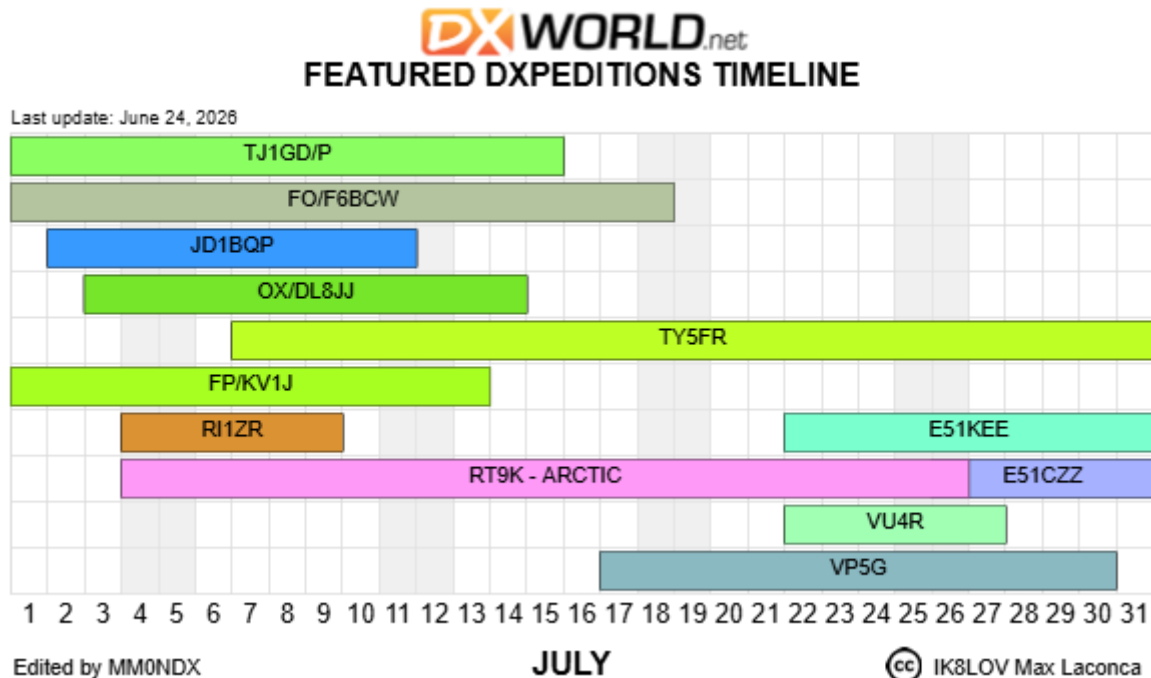 DX WORLD.net
FEATURED DXPEDITIONS TIMELINE
Last update: June 24, 2026
TJ1GD/P
FO/F6BCW
JD1BQP
OX/DL8JJ
TY5FR
FP/KV1J
RI1ZR E51KEE
RT9K - ARCTIC E51CZZ
VU4R
VP5G
1 2 3 4 5 6 7 8 9 10 11 12 13 14 15 16 17 18 19 20 21 22 23 24 25 26 27 28 29 30 31
Edited by MM0NDX JULY cc IK8LOV Max Laconca